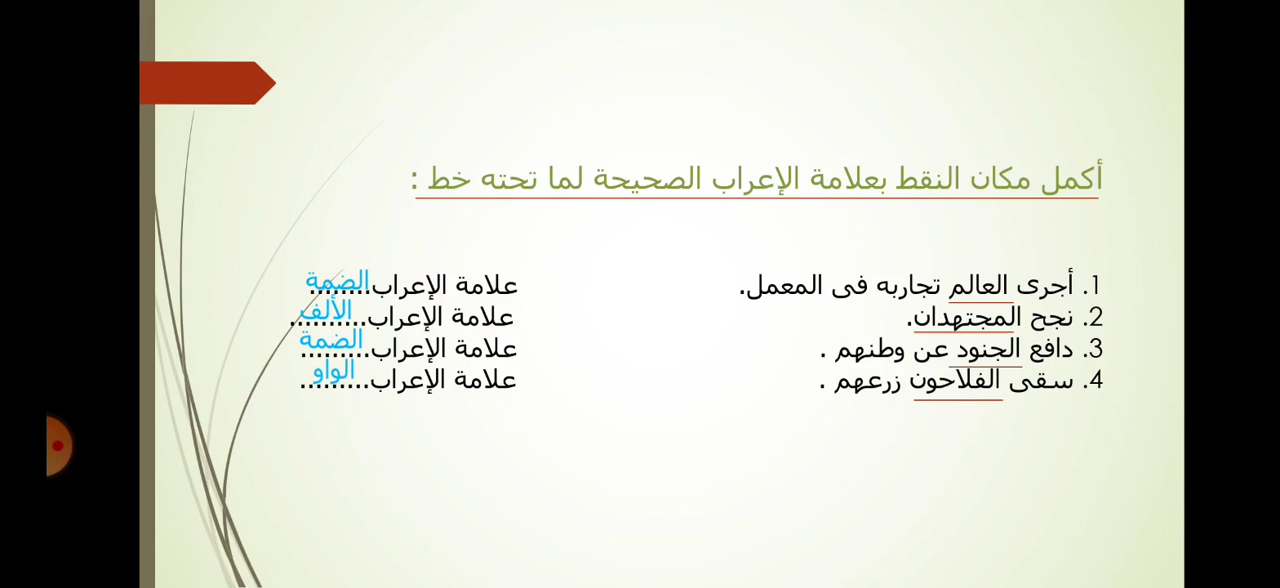 أكمل مكان النقط بعلامة الإعراب الصحيحة لما تحته خط :
1. أجرى العالم تجاربه فى المعمل. علامة الإعراب........ الضمة
2. نجح المجتهدان. علامة الإعراب.......... الألف
3. دافع الجنود عن وطنهم . علامة الإعراب......... الضمة
4. سقى الفلاحون زرعهم . علامة الإعراب......... الواو